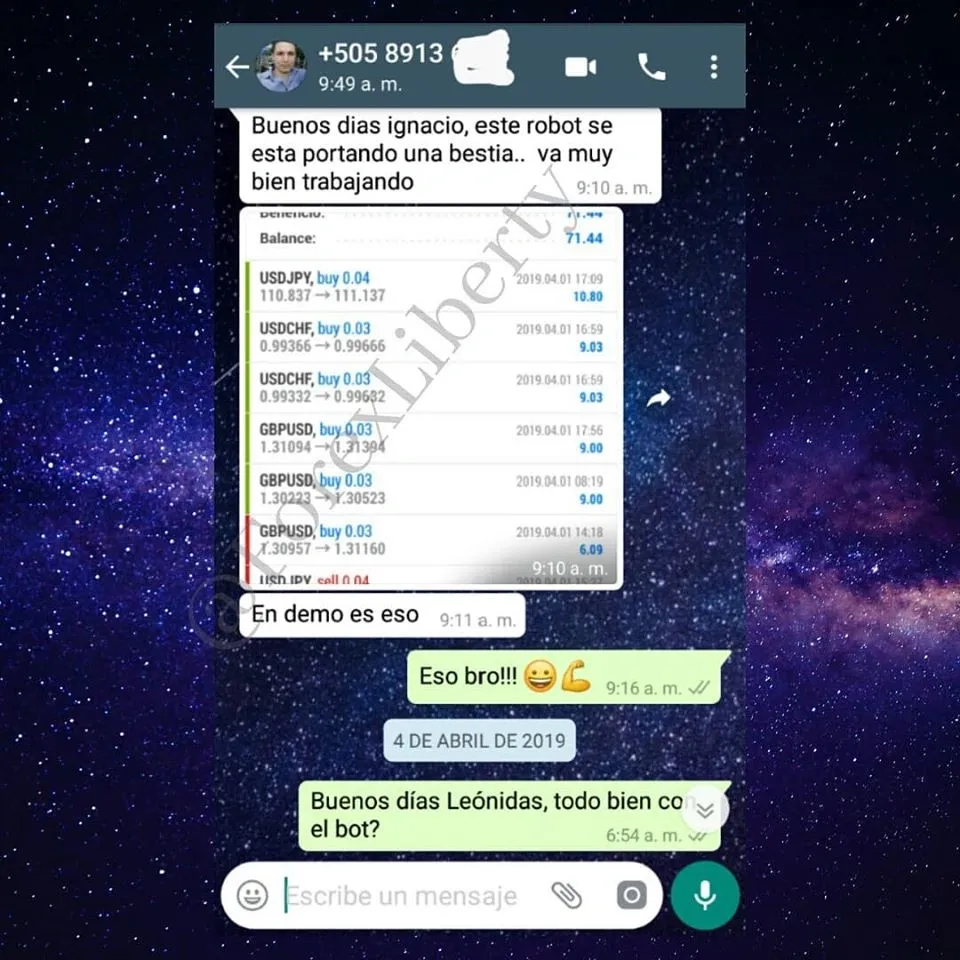 +505 8913
9:49 a. m.
Buenos dias ignacio, este robot se
esta portando una bestia.. va muy
bien trabajando
9:10 a. m.
Beneficio: 71.44
Balance: 71.44
USDJPY, buy 0.04 2019.04.01 17:09
110.837 → 111.137 10.80
USDCHF, buy 0.03 2019.04.01 16:59
0.99366 → 0.99666 9.03
USDCHF, buy 0.03 2019.04.01 16:59
0.99332 → 0.99632 9.03
GBPUSD, buy 0.03 2019.04.01 17:56
1.31094 → 1.31394 9.00
GBPUSD, buy 0.03 2019.04.01 08:19
1.30223 → 1.30523 9.00
GBPUSD, buy 0.03 2019.04.01 14:18
1.30957 → 1.31160 6.09
USDJPY, sell 0.04 2019.04.01 15:27
9:10 a. m.
@ForexLiberty
En demo es eso
9:11 a. m.
Eso bro!!! 😀💪
9:16 a. m.
4 DE ABRIL DE 2019
Buenos días Leónidas, todo bien con
el bot?
6:54 a. m.
Escribe un mensaje